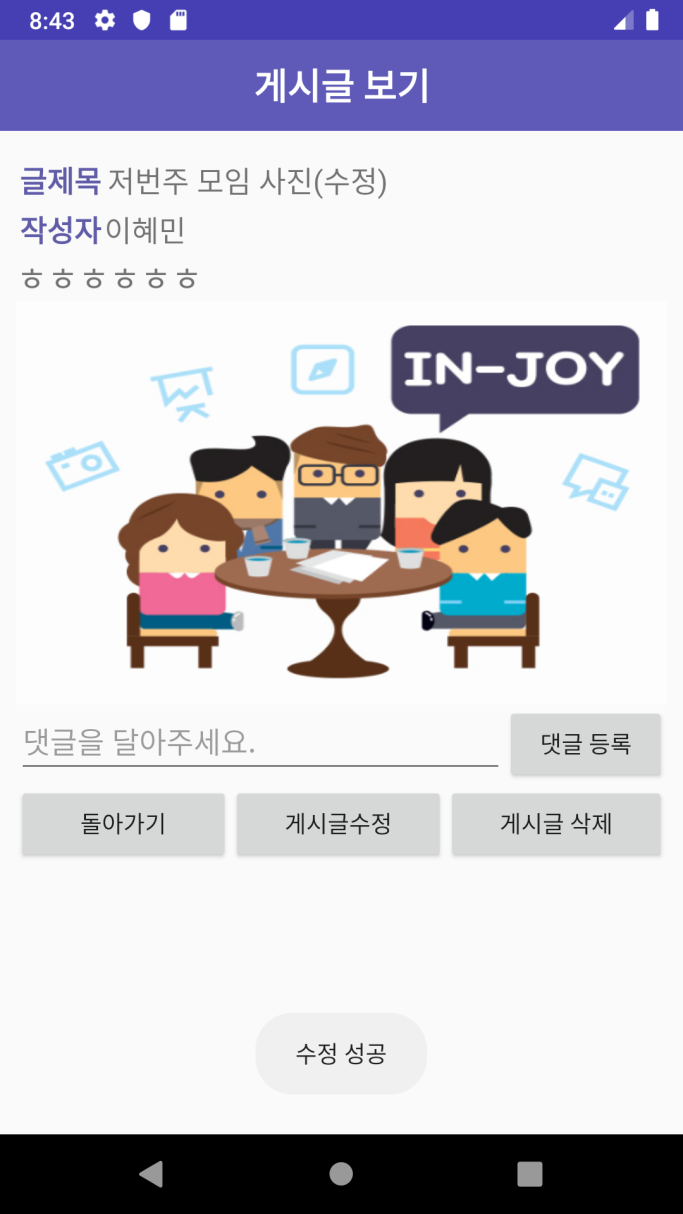 8:43
게시글 보기
글제목 저번주 모임 사진(수정)
작성자 이혜민
ㅎㅎㅎㅎㅎㅎ
IN-JOY
댓글을 달아주세요.
댓글 등록
돌아가기 게시글수정 게시글 삭제
수정 성공